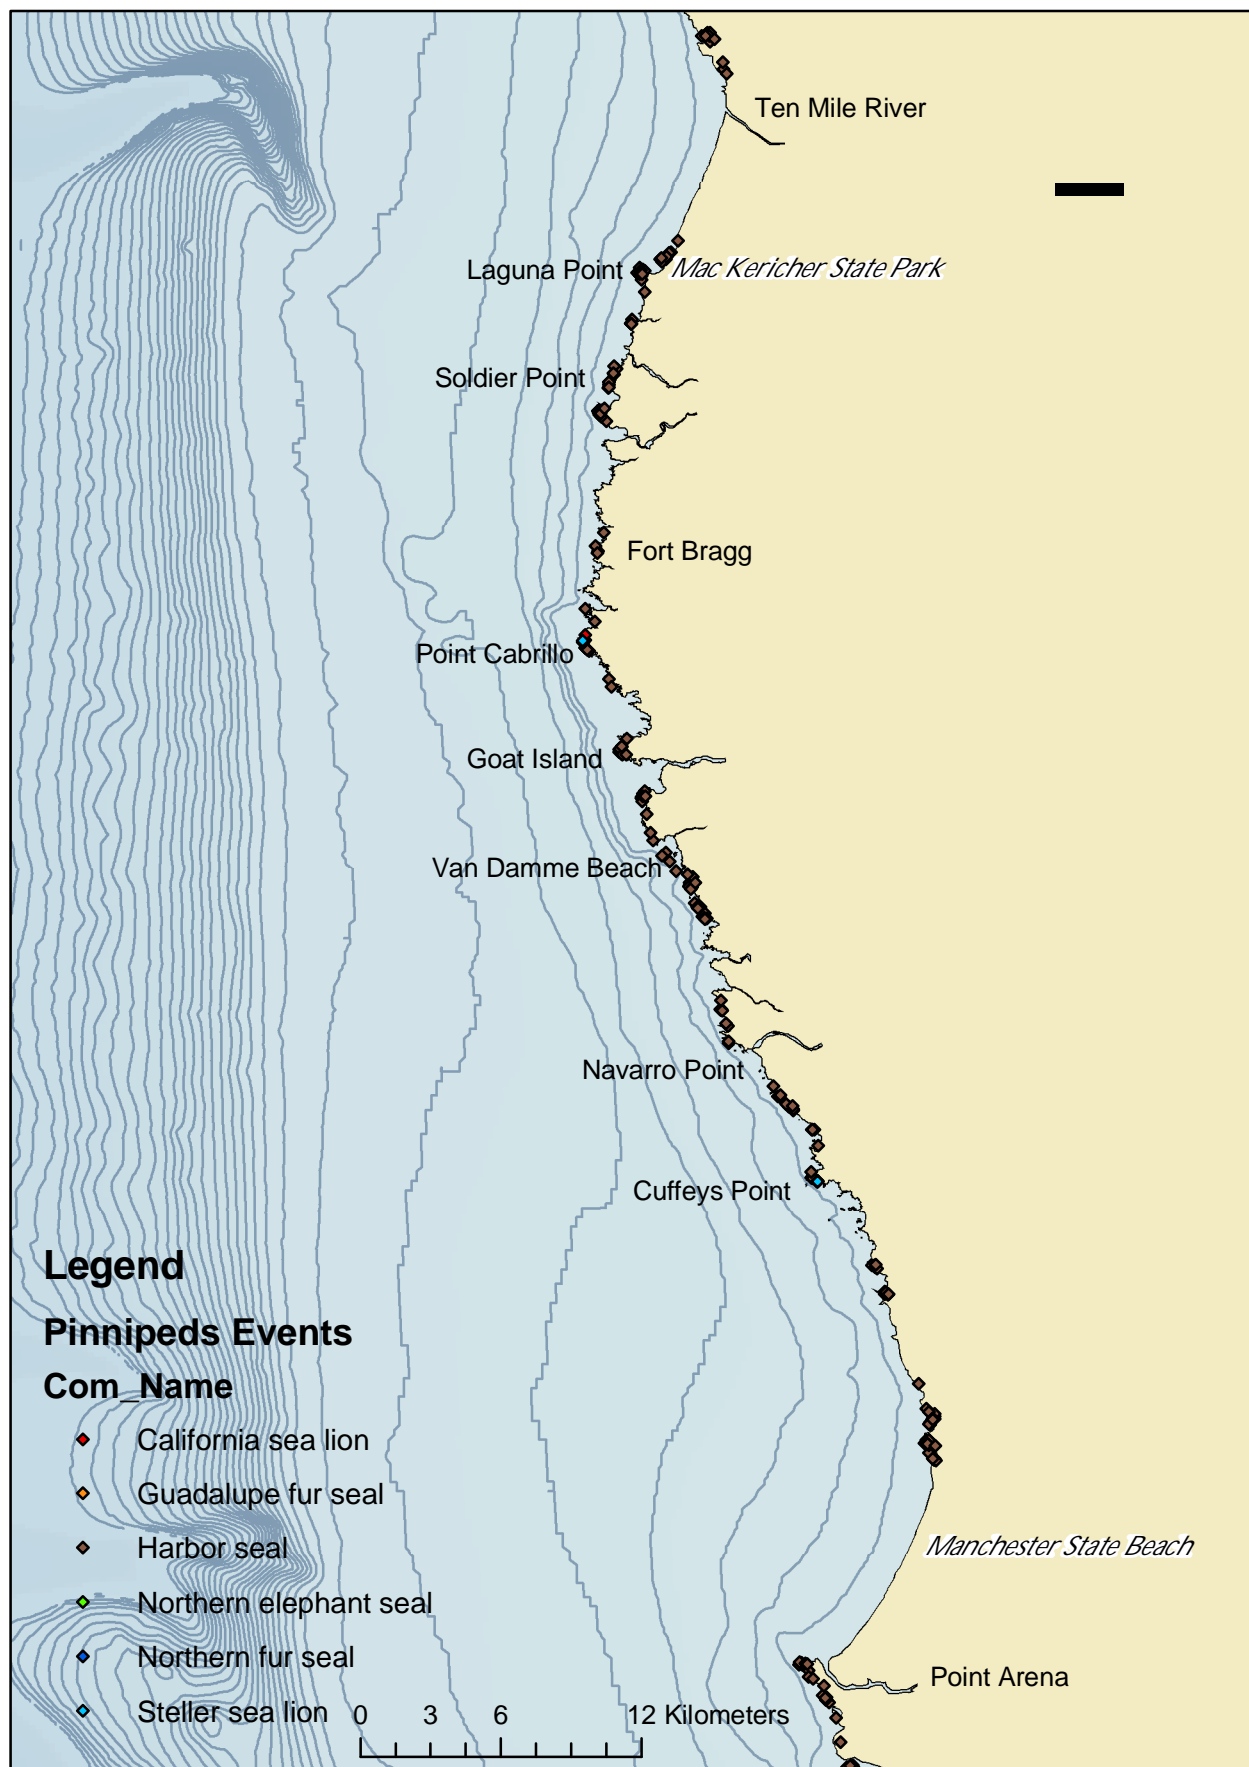 Ten Mile River
Laguna Point
Mac Kericher State Park
Soldier Point
Fort Bragg
Point Cabrillo
Goat Island
Van Damme Beach
Navarro Point
Cuffeys Point
Legend
Pinnipeds Events
Com_Name
California sea lion
Guadalupe fur seal
Harbor seal
Manchester State Beach
Northern elephant seal
Northern fur seal
Point Arena
Steller sea lion
0 3 6 12 Kilometers